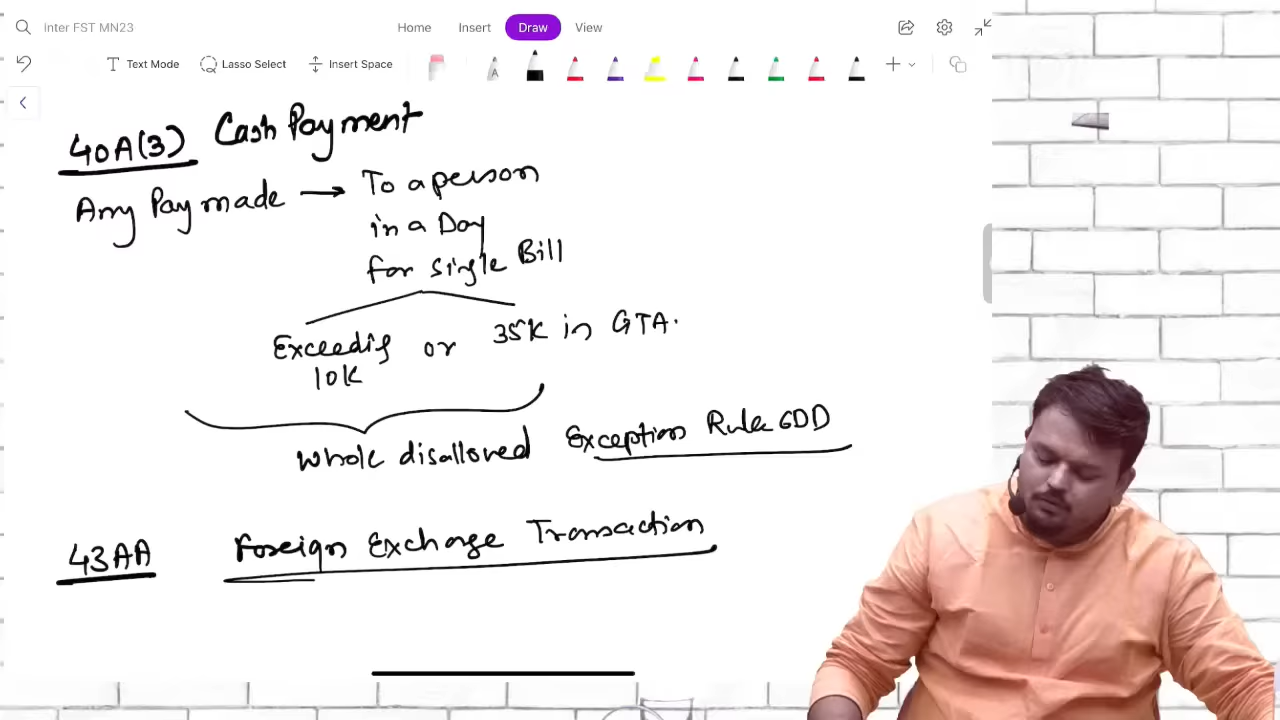 inter FST MN23
Home Insert Draw View
Text Mode Lasso Select Insert Space
40A(3) Cash Payment
Any Pay made → To a person
in a Day
for single Bill
Exceedig or 35K in GTA.
10K
Whole disallowed Exception Rule 6DD
43AA Foreign Exchange Transaction